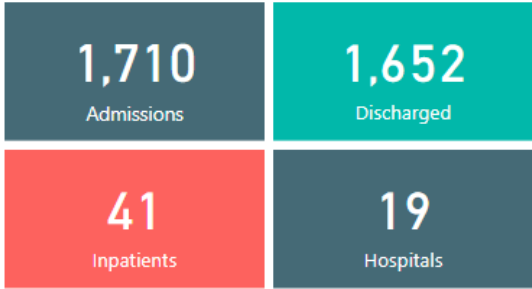 1,710
Admissions
1,652
Discharged
41
Inpatients
19
Hospitals